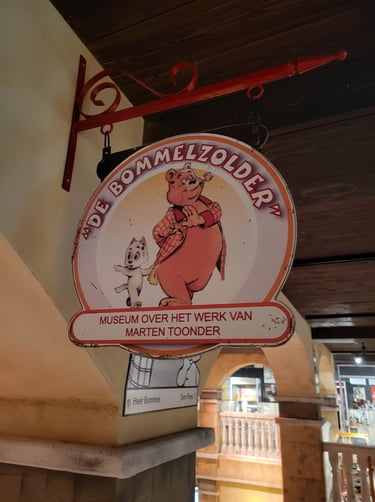 "DE BOMMELZOLDER"
MUSEUM OVER HET WERK VAN
MARTEN TOONDER
Heer Bommel
Tom Poes